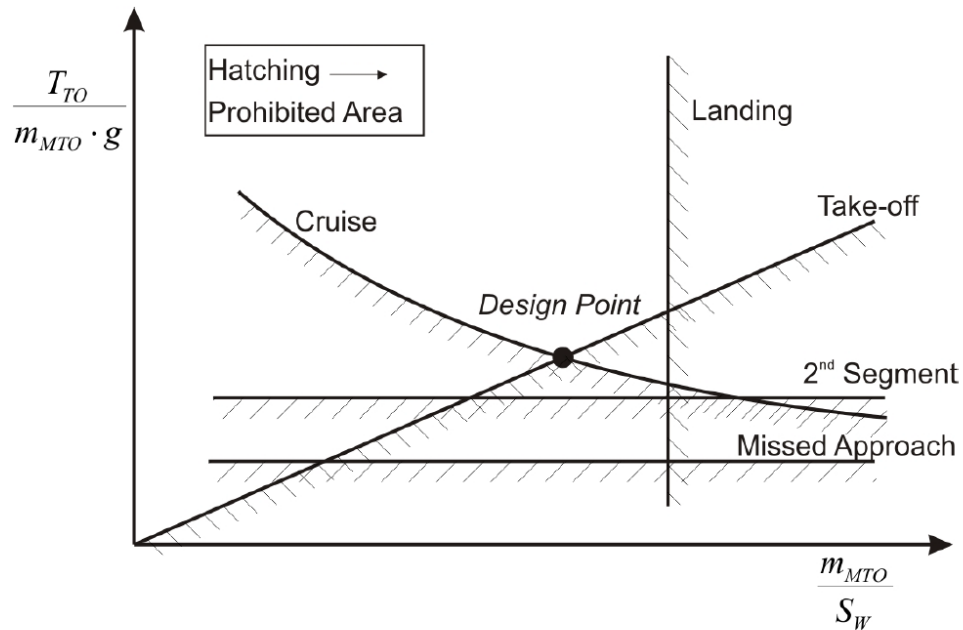 T_TO
m_MTO · g
Hatching
Prohibited Area
Landing
Cruise
Take-off
Design Point
2nd Segment
Missed Approach
m_MTO
S_W